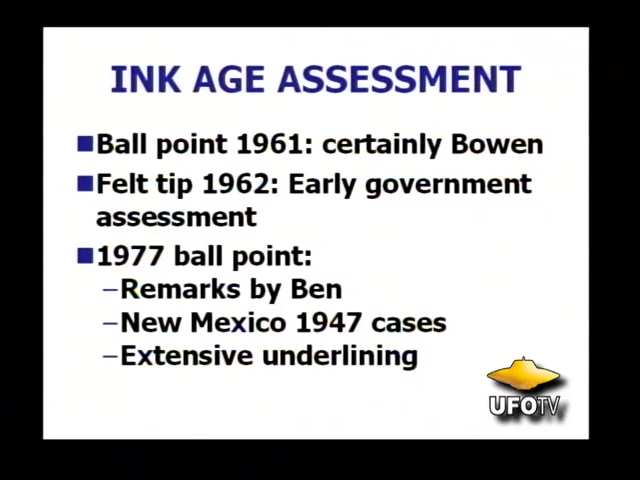 INK AGE ASSESSMENT
■Ball point 1961: certainly Bowen
■Felt tip 1962: Early government
assessment
■1977 ball point:
–Remarks by Ben
–New Mexico 1947 cases
–Extensive underlining
UFOTV